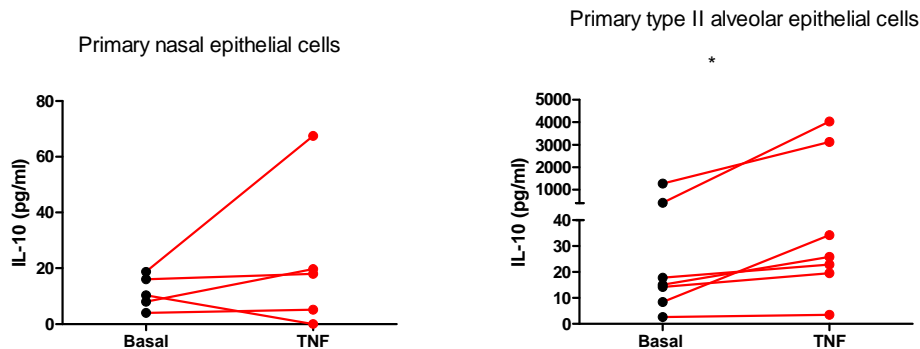 Primary nasal epithelial cells
IL-10 (pg/ml)
80
60
40
20
0
Basal TNF
Primary type II alveolar epithelial cells
*
IL-10 (pg/ml)
5000
4000
3000
2000
1000
40
30
20
10
0
Basal TNF